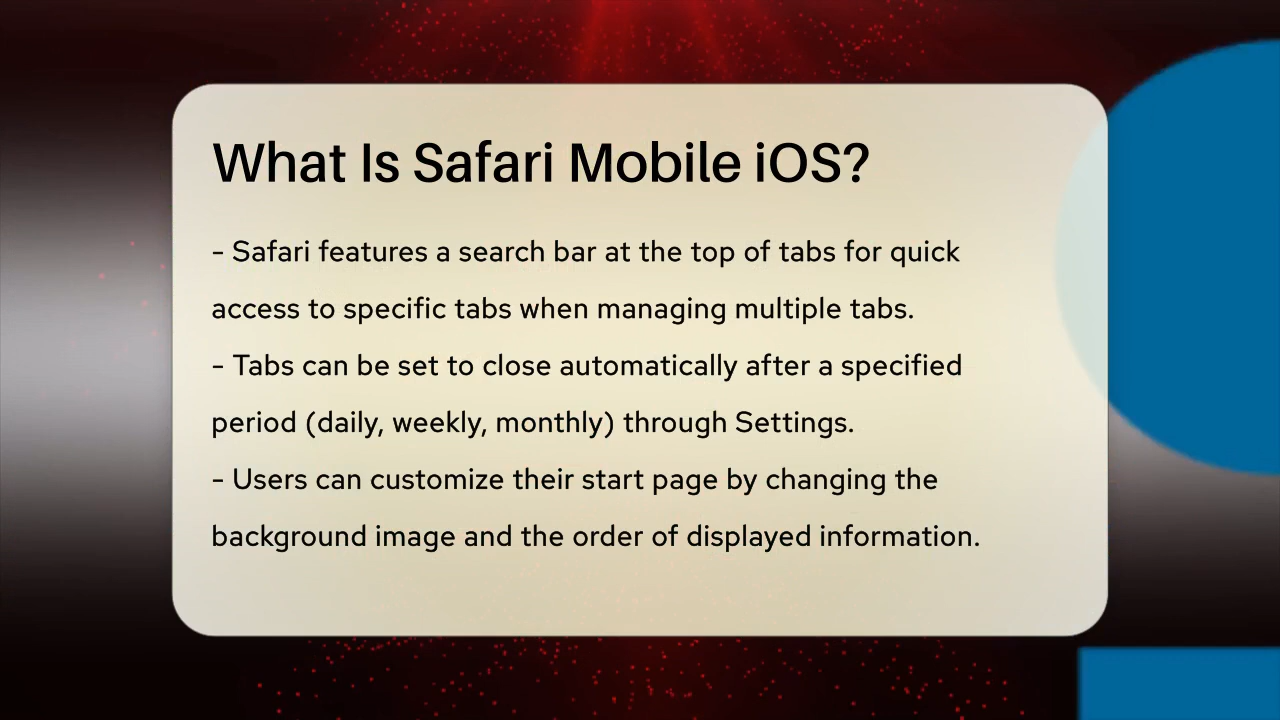 What Is Safari Mobile iOS?
- Safari features a search bar at the top of tabs for quick
access to specific tabs when managing multiple tabs.
- Tabs can be set to close automatically after a specified
period (daily, weekly, monthly) through Settings.
- Users can customize their start page by changing the
background image and the order of displayed information.